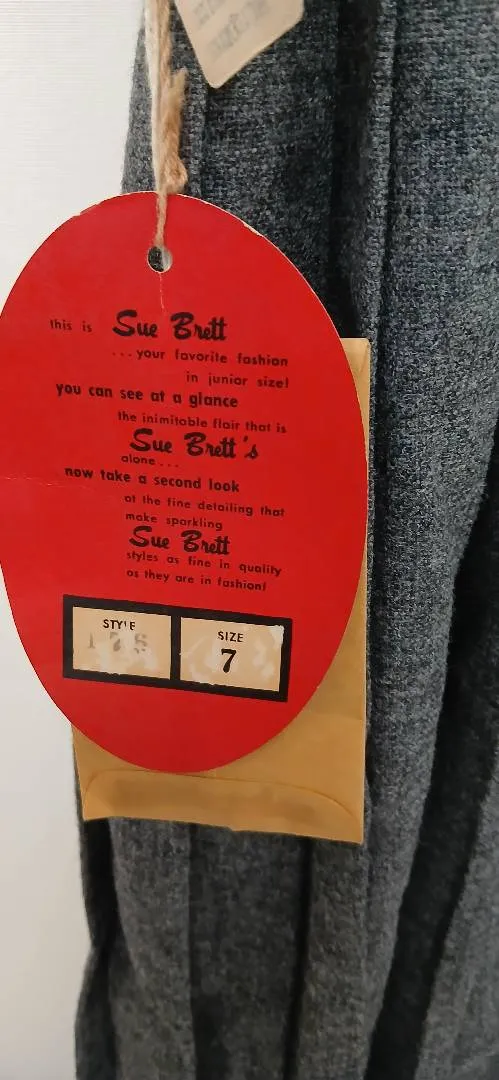 this is Sue Brett
...your favorite fashion
in junior size!
you can see at a glance
the inimitable flair that is
Sue Brett's
alone...
now take a second look
at the fine detailing that
make sparkling
Sue Brett
styles as fine in quality
as they are in fashion!
STYLE
SIZE
7